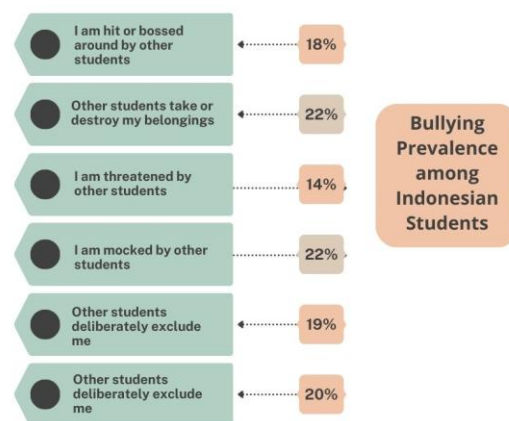 I am hit or bossed
around by other
students
18%
Other students take or
destroy my belongings
22%
I am threatened by
other students
14%
I am mocked by other
students
22%
Other students
deliberately exclude
me
19%
Other students
deliberately exclude
me
20%
Bullying
Prevalence
among
Indonesian
Students